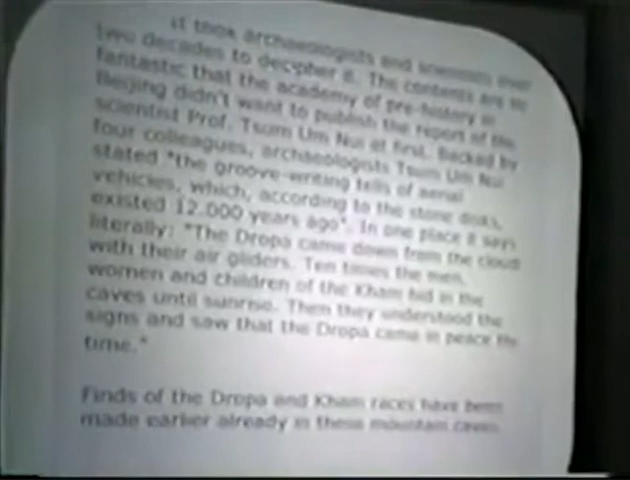 it took archaeologists and scientists over
two decades to decipher it. The contents are so
fantastic that the academy of pre-history in
Beijing didn't want to publish the report of the
scientist Prof. Tsum Um Nui at first. Backed by
four colleagues, archaeologists Tsum Um Nui
stated "the groove-writing tells of aerial
vehicles, which, according to the stone disks,
existed 12.000 years ago". In one place it says
literally: "The Dropa came down from the cloud
with their air gliders. Ten times the men,
women and children of the Kham hid in the
caves until sunrise. Then they understood the
signs and saw that the Dropa came in peace this
time."
Finds of the Dropa and Kham races have been
made earlier already in these mountain caves